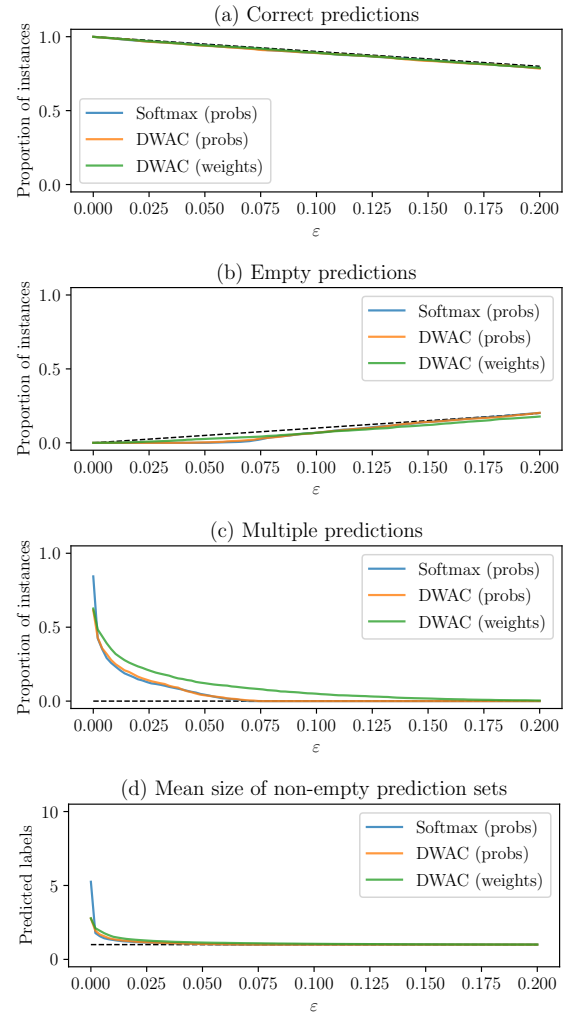 (a) Correct predictions
Proportion of instances
1.0
0.5
0.0
Softmax (probs)
DWAC (probs)
DWAC (weights)
0.000 0.025 0.050 0.075 0.100 0.125 0.150 0.175 0.200
ε
(b) Empty predictions
Proportion of instances
1.0
0.5
0.0
Softmax (probs)
DWAC (probs)
DWAC (weights)
0.000 0.025 0.050 0.075 0.100 0.125 0.150 0.175 0.200
ε
(c) Multiple predictions
Proportion of instances
1.0
0.5
0.0
Softmax (probs)
DWAC (probs)
DWAC (weights)
0.000 0.025 0.050 0.075 0.100 0.125 0.150 0.175 0.200
ε
(d) Mean size of non-empty prediction sets
Predicted labels
10
5
0
Softmax (probs)
DWAC (probs)
DWAC (weights)
0.000 0.025 0.050 0.075 0.100 0.125 0.150 0.175 0.200
ε